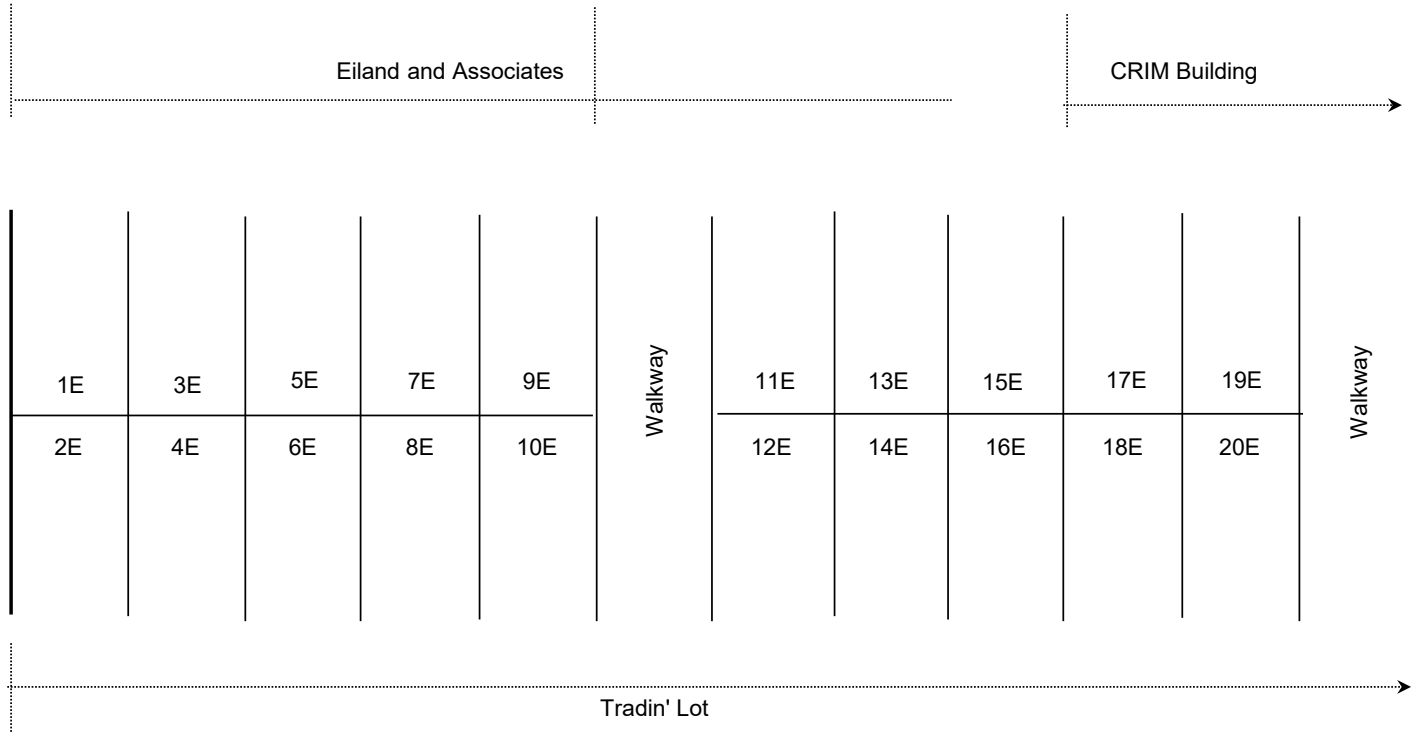 Eiland and Associates
CRIM Building
1E 3E 5E 7E 9E Walkway 11E 13E 15E 17E 19E Walkway
2E 4E 6E 8E 10E 12E 14E 16E 18E 20E
Tradin' Lot